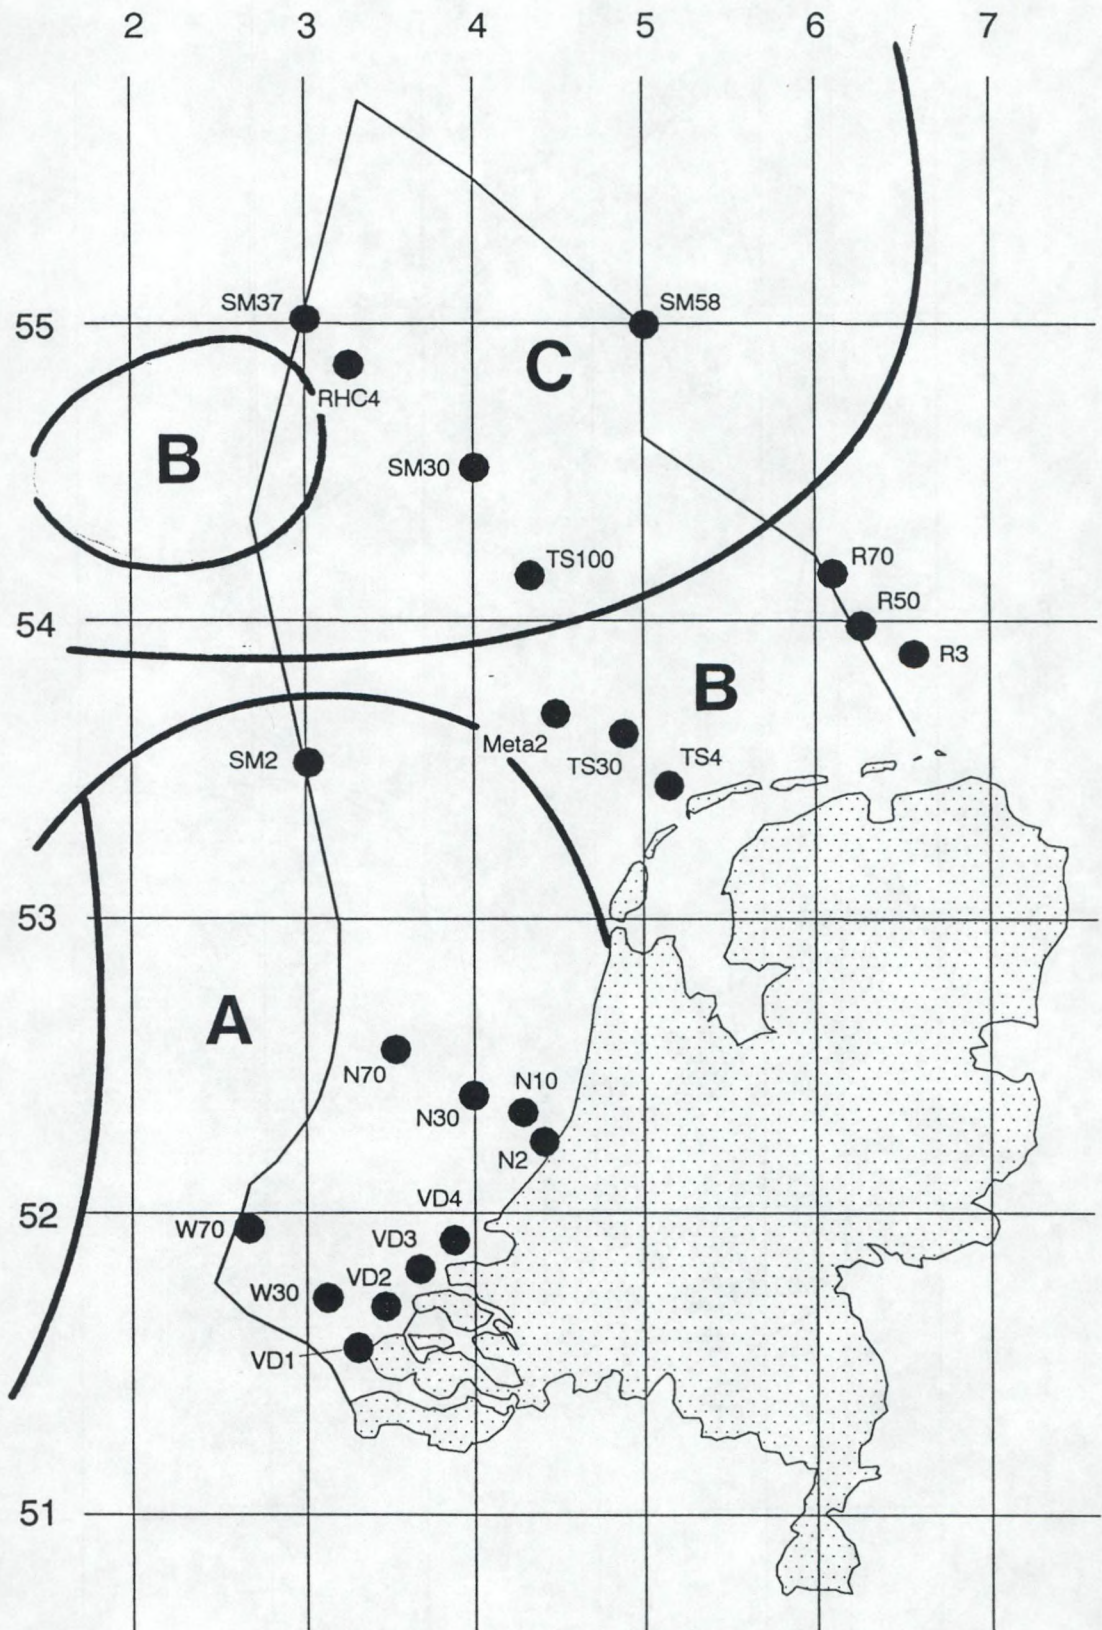 2 3 4 5 6 7
SM37
SM58
55
C
RHC4
B
SM30
TS100
R70
R50
54
R3
B
Meta2
SM2
TS30
TS4
53
A
N70
N10
N30
N2
VD4
52
W70
VD3
VD2
W30
VD1
51